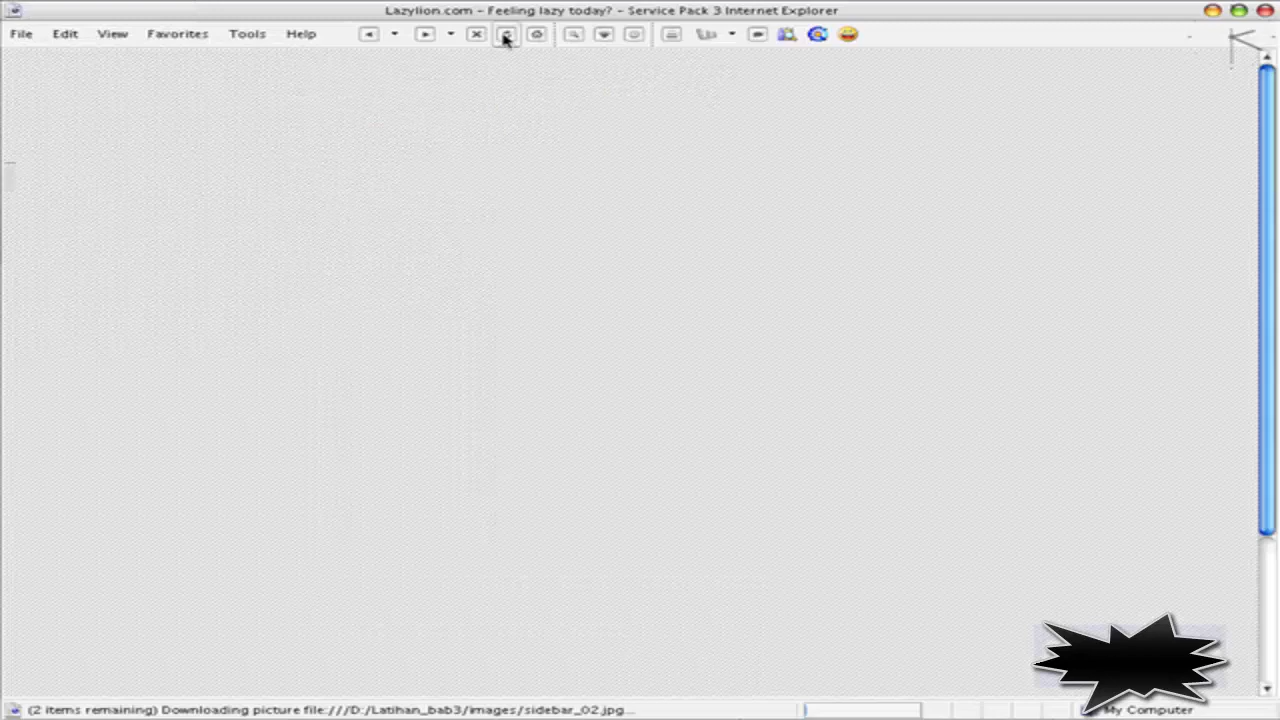 Lazylion.com - Feeling lazy today? - Service Pack 3 Internet Explorer
File Edit View Favorites Tools Help
(2 items remaining) Downloading picture file:///D:/Latihan_bab3/images/sidebar_02.jpg...
My Computer